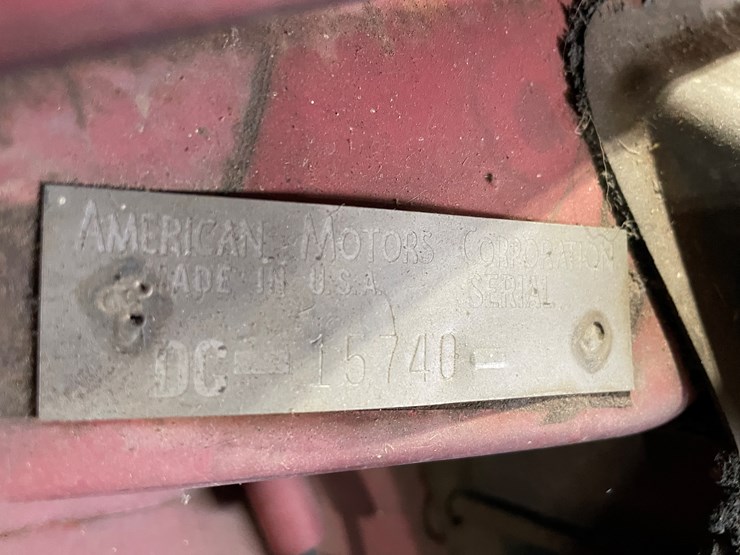 AMERICAN MOTORS CORPORATION
MADE IN U.S.A. SERIAL
DC- 15740-